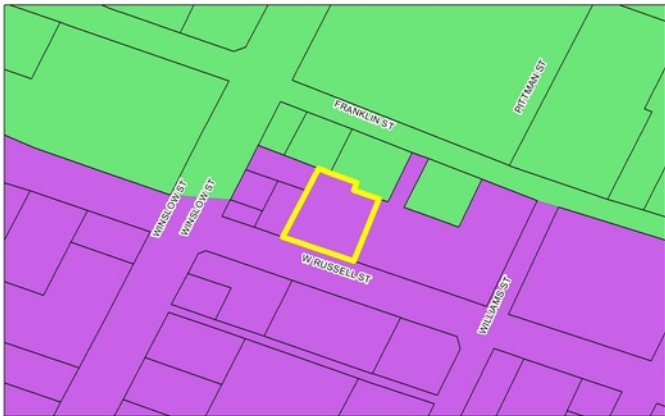 FRANKLIN ST
PITTMAN ST
WINSLOW ST
WINSLOW ST
W RUSSELL ST
WILLIAMS ST